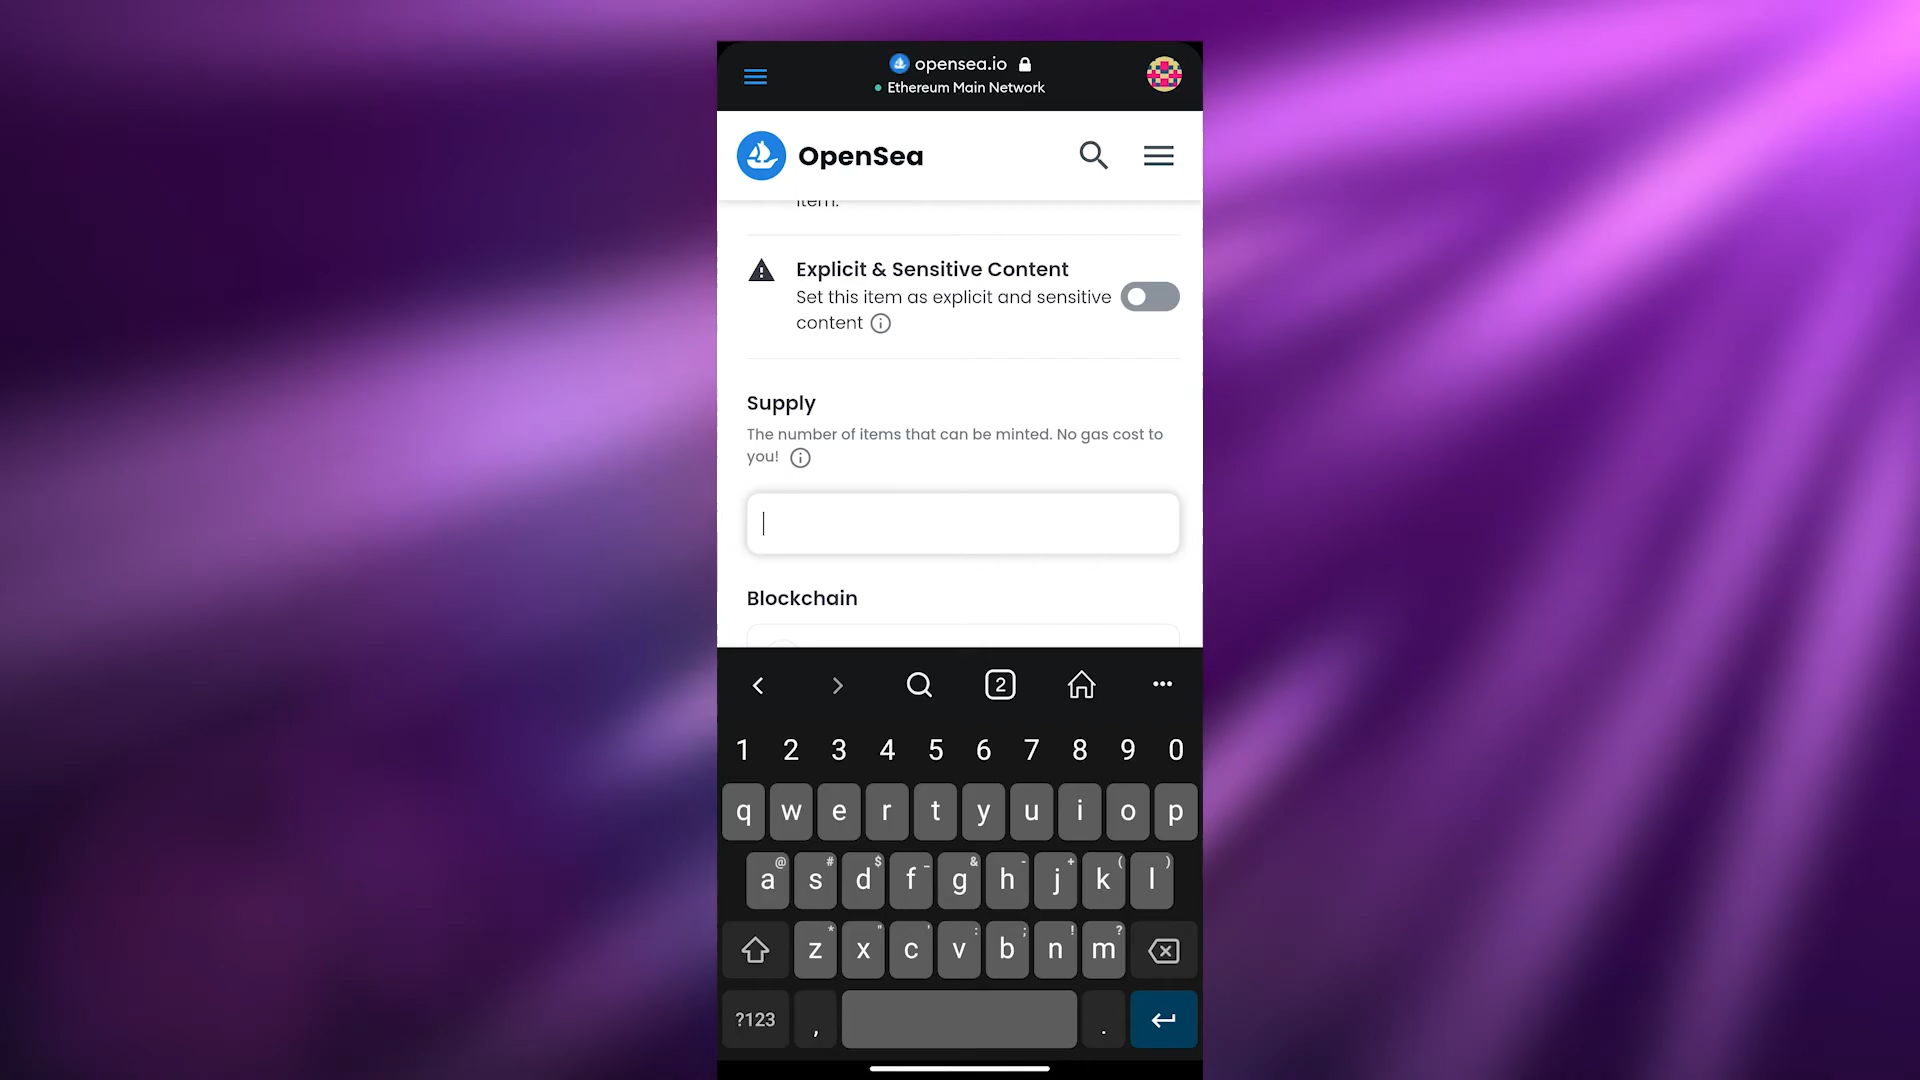 opensea.io
Ethereum Main Network
OpenSea
item.
Explicit & Sensitive Content
Set this item as explicit and sensitive
content
Supply
The number of items that can be minted. No gas cost to
you!
Blockchain
2
1 2 3 4 5 6 7 8 9 0
q w e r t y u i o p
@ # $ _ & - + ( )
a s d f g h j k l
* " ' : ; ! ?
z x c v b n m
?123 , .